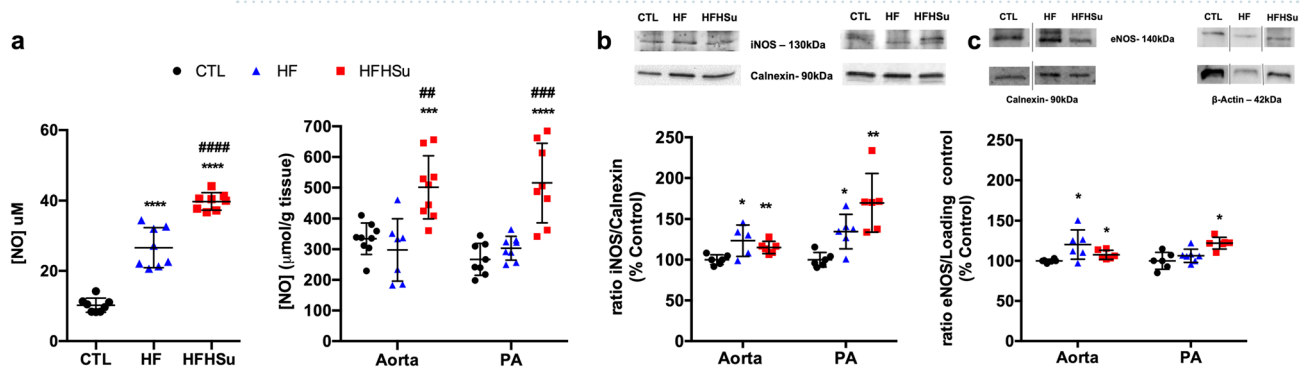 a
CTL HF HFHSu
[NO] uM
60
40
20
0
****
####
****
CTL HF HFHSu
[NO] (µmol/g tissue)
700
600
500
400
300
200
100
0
##
***
###
****
Aorta PA
b
CTL HF HFHSu
iNOS – 130kDa
Calnexin- 90kDa
CTL HF HFHSu
ratio iNOS/Calnexin
(% Control)
250
200
150
100
50
0
*
**
*
**
Aorta PA
c
CTL HF HFHSu
eNOS- 140kDa
CTL HF HFHSu
Calnexin- 90kDa
β-Actin – 42kDa
ratio eNOS/Loading control
(% Control)
250
200
150
100
50
0
*
*
*
Aorta PA